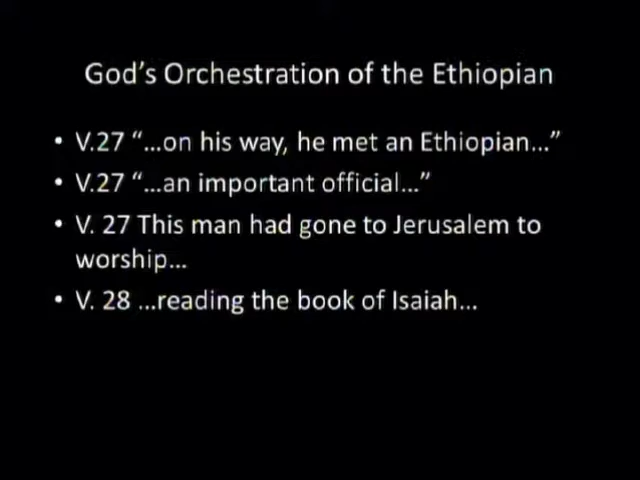 God's Orchestration of the Ethiopian
• V.27 “…on his way, he met an Ethiopian…”
• V.27 “…an important official…”
• V. 27 This man had gone to Jerusalem to
worship…
• V. 28 …reading the book of Isaiah…